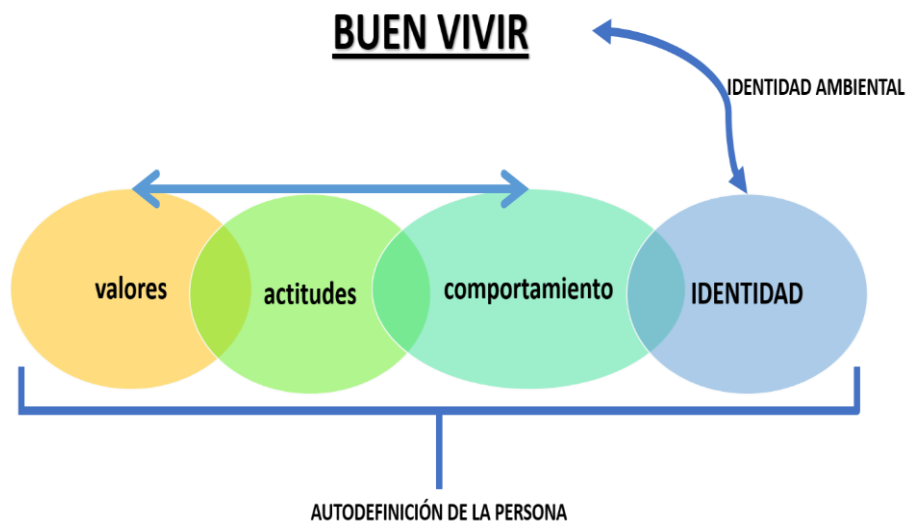 BUEN VIVIR
IDENTIDAD AMBIENTAL
valores
actitudes
comportamiento
IDENTIDAD
AUTODEFINICIÓN DE LA PERSONA